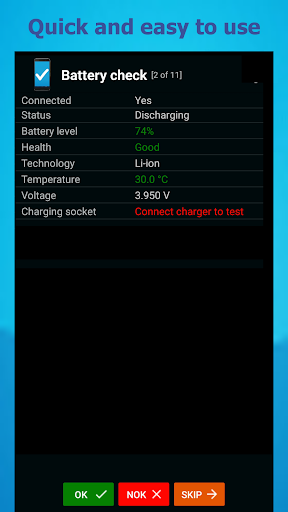 Quick and easy to use
Battery check [2 of 11]
Connected Yes
Status Discharging
Battery level 74%
Health Good
Technology Li-ion
Temperature 30.0 °C
Voltage 3.950 V
Charging socket Connect charger to test
OK NOK SKIP